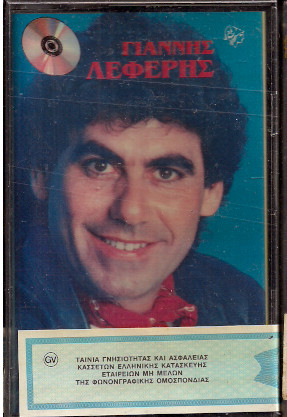 ΓΙΑΝΝΗΣ
ΛΕΦΕΡΗΣ
GV
ΤΑΙΝΙΑ ΓΝΗΣΙΟΤΗΤΑΣ ΚΑΙ ΑΣΦΑΛΕΙΑΣ
ΚΑΣΣΕΤΩΝ ΕΛΛΗΝΙΚΗΣ ΚΑΤΑΣΚΕΥΗΣ
ΕΤΑΙΡΕΙΩΝ ΜΗ ΜΕΛΩΝ
ΤΗΣ ΦΩΝΟΓΡΑΦΙΚΗΣ ΟΜΟΣΠΟΝΔΙΑΣ